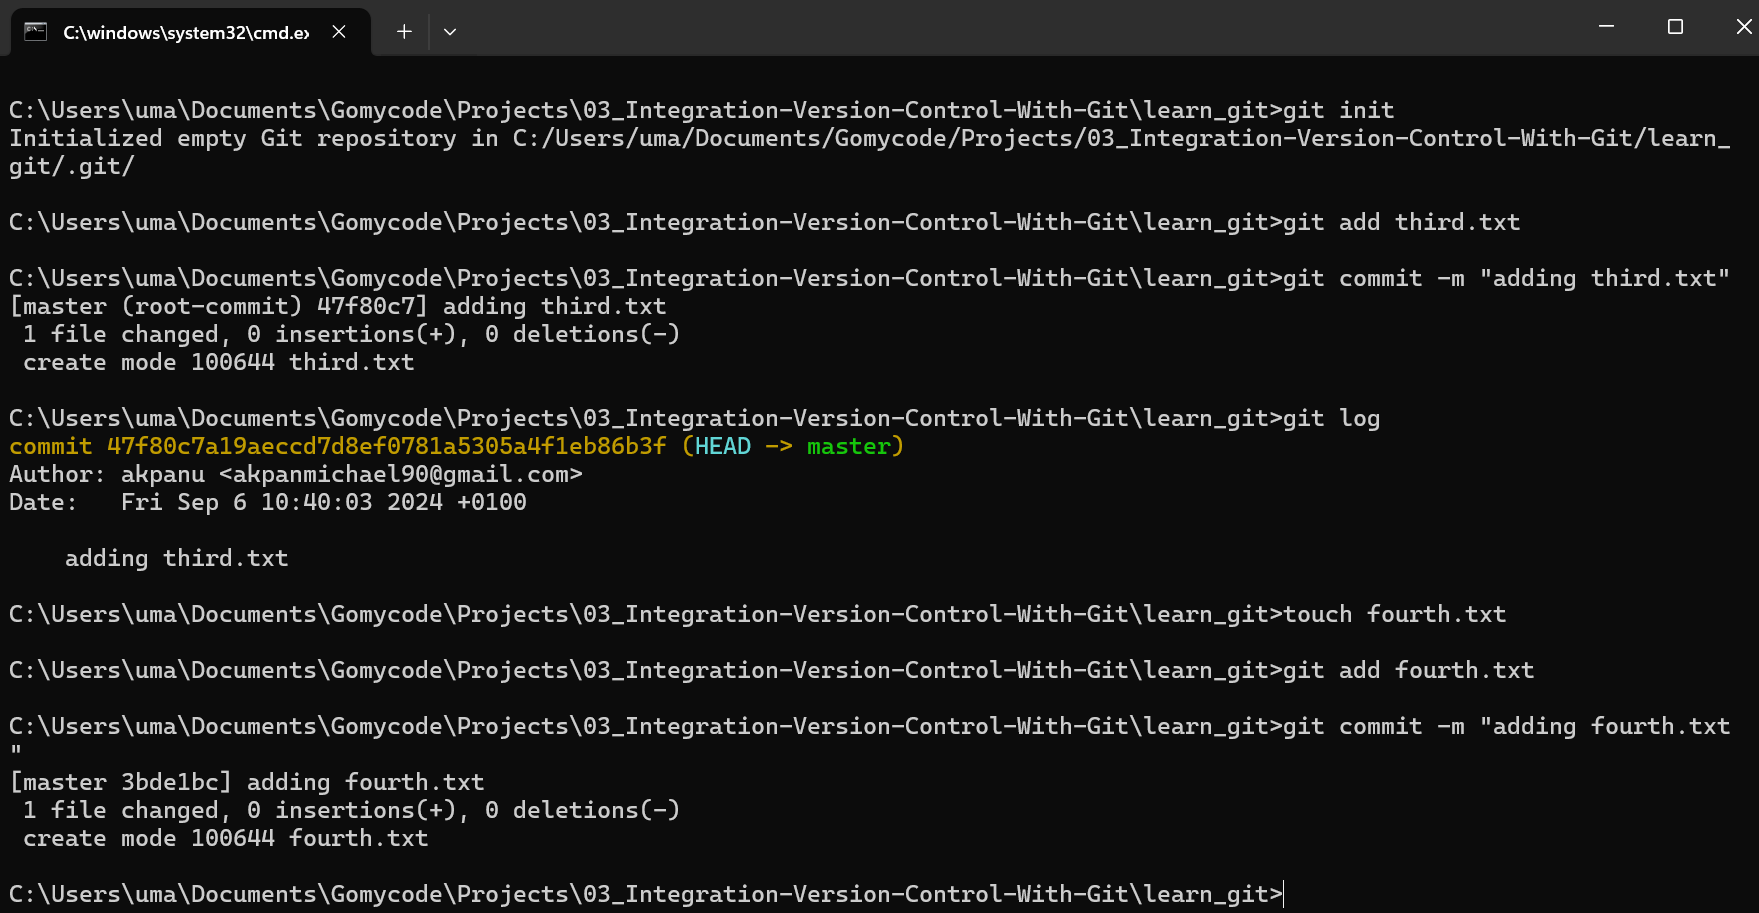 C:\windows\system32\cmd.ex
C:\Users\uma\Documents\Gomycode\Projects\03_Integration-Version-Control-With-Git\learn_git>git init
Initialized empty Git repository in C:/Users/uma/Documents/Gomycode/Projects/03_Integration-Version-Control-With-Git/learn_
git/.git/
C:\Users\uma\Documents\Gomycode\Projects\03_Integration-Version-Control-With-Git\learn_git>git add third.txt
C:\Users\uma\Documents\Gomycode\Projects\03_Integration-Version-Control-With-Git\learn_git>git commit -m "adding third.txt"
[master (root-commit) 47f80c7] adding third.txt
 1 file changed, 0 insertions(+), 0 deletions(-)
 create mode 100644 third.txt
C:\Users\uma\Documents\Gomycode\Projects\03_Integration-Version-Control-With-Git\learn_git>git log
commit 47f80c7a19aeccd7d8ef0781a5305a4f1eb86b3f (HEAD -> master)
Author: akpanu <akpanmichael90@gmail.com>
Date:   Fri Sep 6 10:40:03 2024 +0100
    adding third.txt
C:\Users\uma\Documents\Gomycode\Projects\03_Integration-Version-Control-With-Git\learn_git>touch fourth.txt
C:\Users\uma\Documents\Gomycode\Projects\03_Integration-Version-Control-With-Git\learn_git>git add fourth.txt
C:\Users\uma\Documents\Gomycode\Projects\03_Integration-Version-Control-With-Git\learn_git>git commit -m "adding fourth.txt
"
[master 3bde1bc] adding fourth.txt
 1 file changed, 0 insertions(+), 0 deletions(-)
 create mode 100644 fourth.txt
C:\Users\uma\Documents\Gomycode\Projects\03_Integration-Version-Control-With-Git\learn_git>